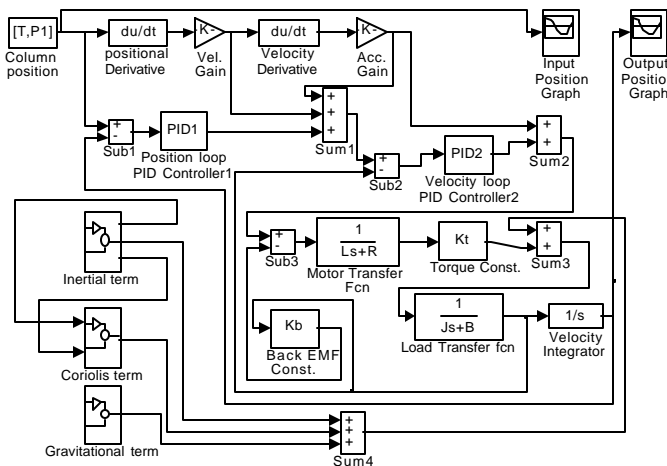 [T,P1]
Column
position
du/dt
positional
Derivative
K-
Vel.
Gain
du/dt
Velocity
Derivative
K-
Acc.
Gain
Input
Position
Graph
Output
Position
Graph
+
-
Sub1
PID1
Position loop
PID Controller1
+
+
+
Sum1
+
-
Sub2
PID2
Velocity loop
PID Controller2
+
+
Sum2
Inertial term
+
-
Sub3
1
Ls+R
Motor Transfer
Fcn
Kt
Torque Const.
+
+
Sum3
Coriolis term
Kb
Back EMF
Const.
1
Js+B
Load Transfer fcn
1/s
Velocity
Integrator
Gravitational term
+
+
+
Sum4